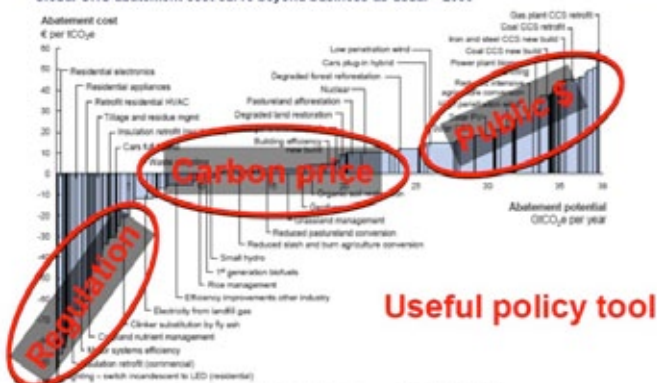 Global GHG abatement cost curve beyond business-as-usual – 2030
Abatement cost
€ per tCO₂e
60
50
40
30
20
10
0
-10
-20
-30
Residential electronics
Residential appliances
Retrofit residential HVAC
Tillage and residue mgmt
Insulation retrofit
Cars full
Waste
Low penetration wind
Cars plug-in hybrid
Degraded forest reforestation
Nuclear
Pastureland afforestation
Degraded land restoration
Building efficiency
new build
Gas plant CCS retrofit
Coal CCS retrofit
Iron and steel CCS new build
Coal CCS new build
Power plant
Reduced intensive
agriculture conversion
Public $
Carbon price
Regulation
25
30
35
38
Abatement potential
GtCO₂e per year
Organic soil
Grassland management
Reduced pastureland conversion
Reduced slash and burn agriculture conversion
Small hydro
1st generation biofuels
Rice management
Efficiency improvements other industry
Electricity from landfill gas
Clinker substitution by fly ash
Cropland nutrient management
Motor systems efficiency
Insulation retrofit (commercial)
Lighting – switch incandescent to LED (residential)
Useful policy tool